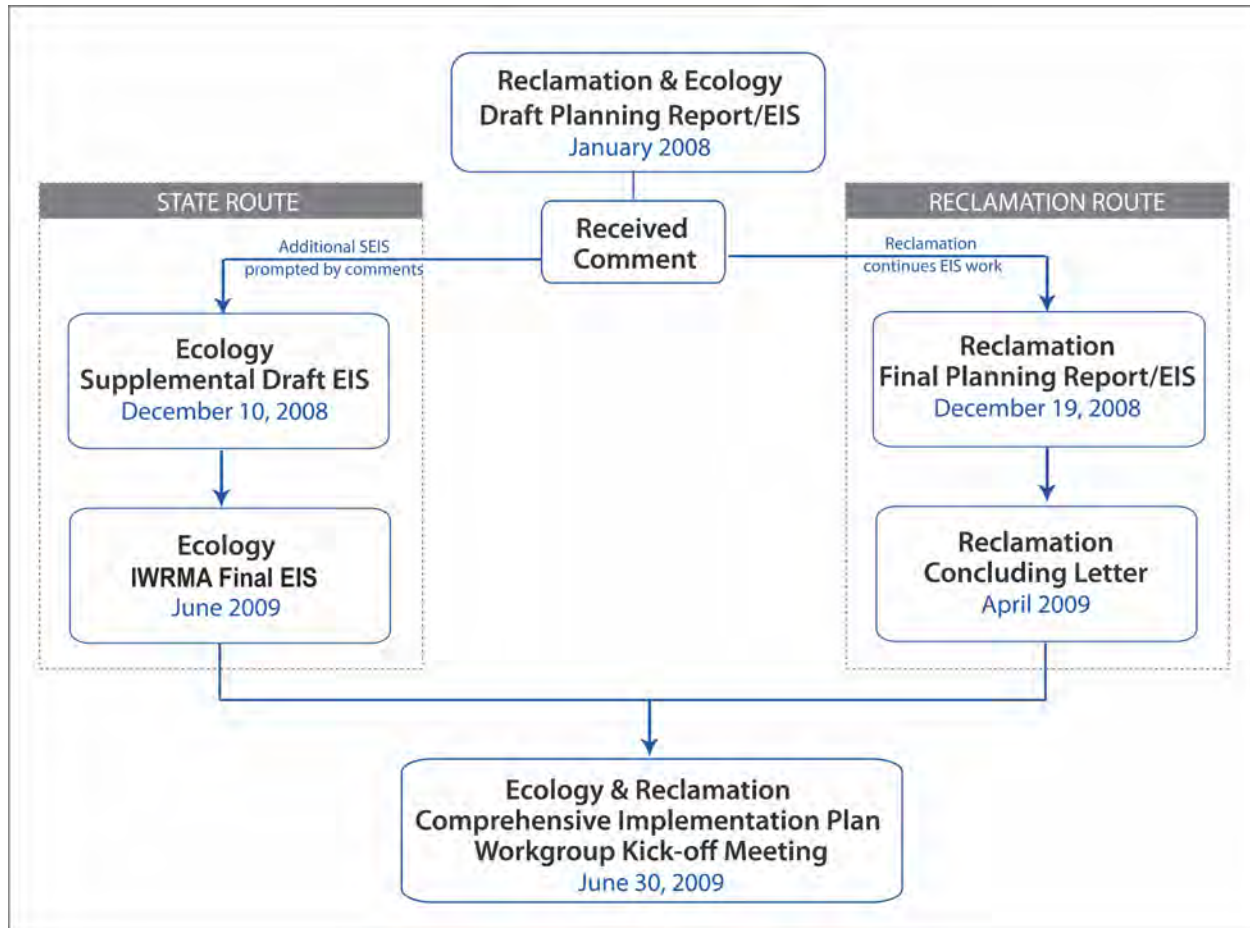 Reclamation & Ecology
Draft Planning Report/EIS
January 2008
STATE ROUTE
RECLAMATION ROUTE
Received
Comment
Additional SEIS
prompted by comments
Reclamation
continues EIS work
Ecology
Supplemental Draft EIS
December 10, 2008
Reclamation
Final Planning Report/EIS
December 19, 2008
Ecology
IWRMA Final EIS
June 2009
Reclamation
Concluding Letter
April 2009
Ecology & Reclamation
Comprehensive Implementation Plan
Workgroup Kick-off Meeting
June 30, 2009